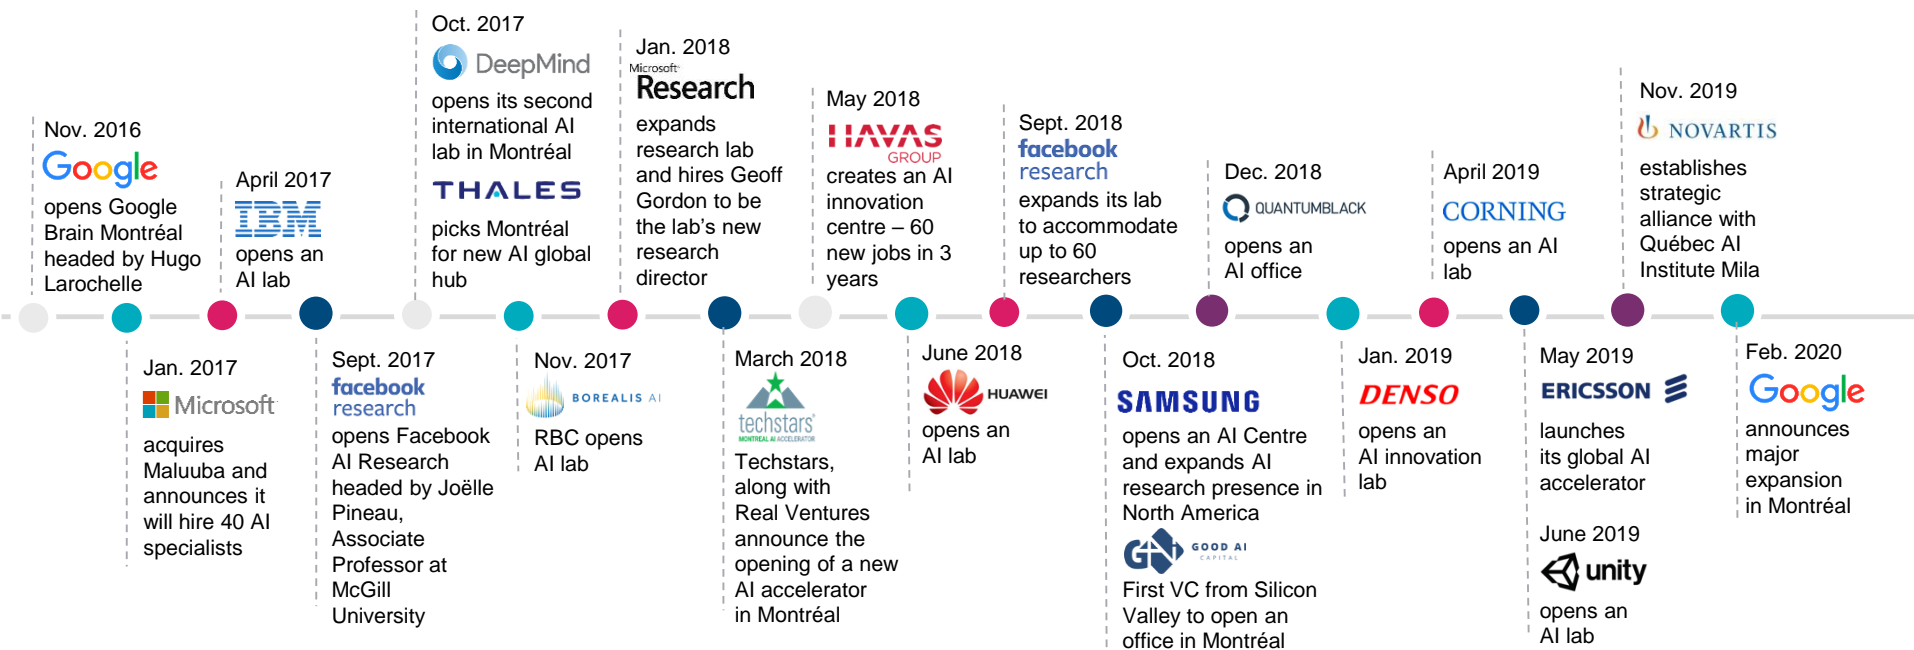 Nov. 2016
Google
opens Google
Brain Montréal
headed by Hugo
Larochelle
Jan. 2017
Microsoft
acquires
Maluuba and
announces it
will hire 40 AI
specialists
April 2017
IBM
opens an
AI lab
Sept. 2017
facebook
research
opens Facebook
AI Research
headed by Joëlle
Pineau,
Associate
Professor at
McGill
University
Oct. 2017
DeepMind
opens its second
international AI
lab in Montréal
THALES
picks Montréal
for new AI global
hub
Nov. 2017
BOREALIS AI
RBC opens
AI lab
Jan. 2018
Microsoft
Research
expands
research lab
and hires Geoff
Gordon to be
the lab's new
research
director
March 2018
techstars
MONTREAL AI ACCELERATOR
Techstars,
along with
Real Ventures
announce the
opening of a new
AI accelerator
in Montréal
May 2018
HAVAS
GROUP
creates an AI
innovation
centre – 60
new jobs in 3
years
June 2018
HUAWEI
opens an
AI lab
Sept. 2018
facebook
research
expands its lab
to accommodate
up to 60
researchers
Oct. 2018
SAMSUNG
opens an AI Centre
and expands AI
research presence in
North America
GAi GOOD AI
CAPITAL
First VC from Silicon
Valley to open an
office in Montréal
Dec. 2018
QUANTUMBLACK
opens an
AI office
Jan. 2019
DENSO
opens an
AI innovation
lab
April 2019
CORNING
opens an AI
lab
May 2019
ERICSSON
launches
its global AI
accelerator
June 2019
unity
opens an
AI lab
Nov. 2019
NOVARTIS
establishes
strategic
alliance with
Québec AI
Institute Mila
Feb. 2020
Google
announces
major
expansion
in Montréal